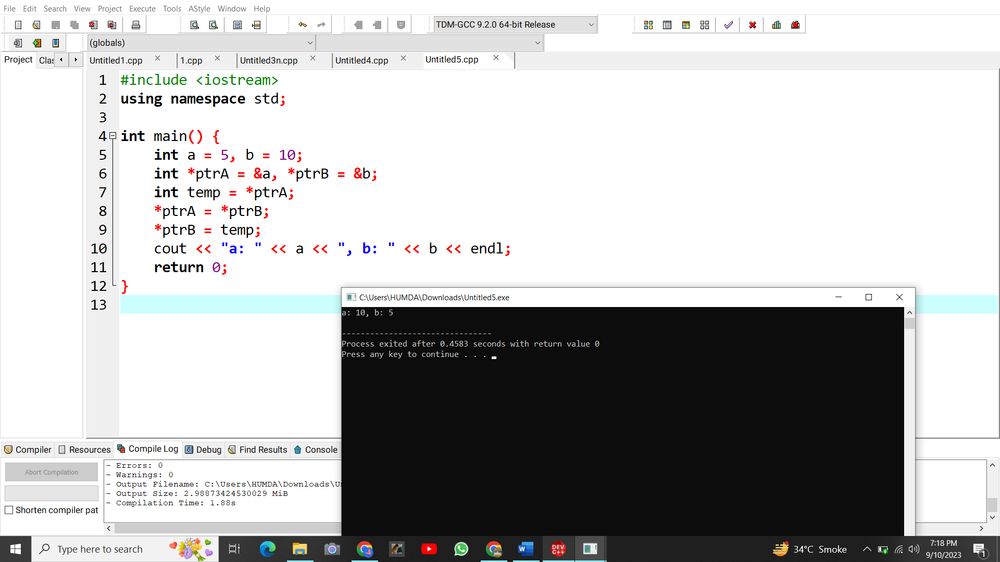 File Edit Search View Project Execute Tools AStyle Window Help
TDM-GCC 9.2.0 64-bit Release
(globals)
Project Clas Untitled1.cpp 1.cpp Untitled3n.cpp Untitled4.cpp Untitled5.cpp
1 #include <iostream>
2 using namespace std;
3
4 int main() {
5 int a = 5, b = 10;
6 int *ptrA = &a, *ptrB = &b;
7 int temp = *ptrA;
8 *ptrA = *ptrB;
9 *ptrB = temp;
10 cout << "a: " << a << ", b: " << b << endl;
11 return 0;
12 }
13
C:\Users\HUMDA\Downloads\Untitled5.exe
a: 10, b: 5
--------------------------------
Process exited after 0.4583 seconds with return value 0
Press any key to continue . . .
Compiler Resources Compile Log Debug Find Results Console
Abort Compilation
Shorten compiler pat
- Errors: 0
- Warnings: 0
- Output Filename: C:\Users\HUMDA\Downloads\Un
- Output Size: 2.98873424530029 MiB
- Compilation Time: 1.88s
Type here to search
DEV C++
34°C Smoke
7:18 PM
9/10/2023
1